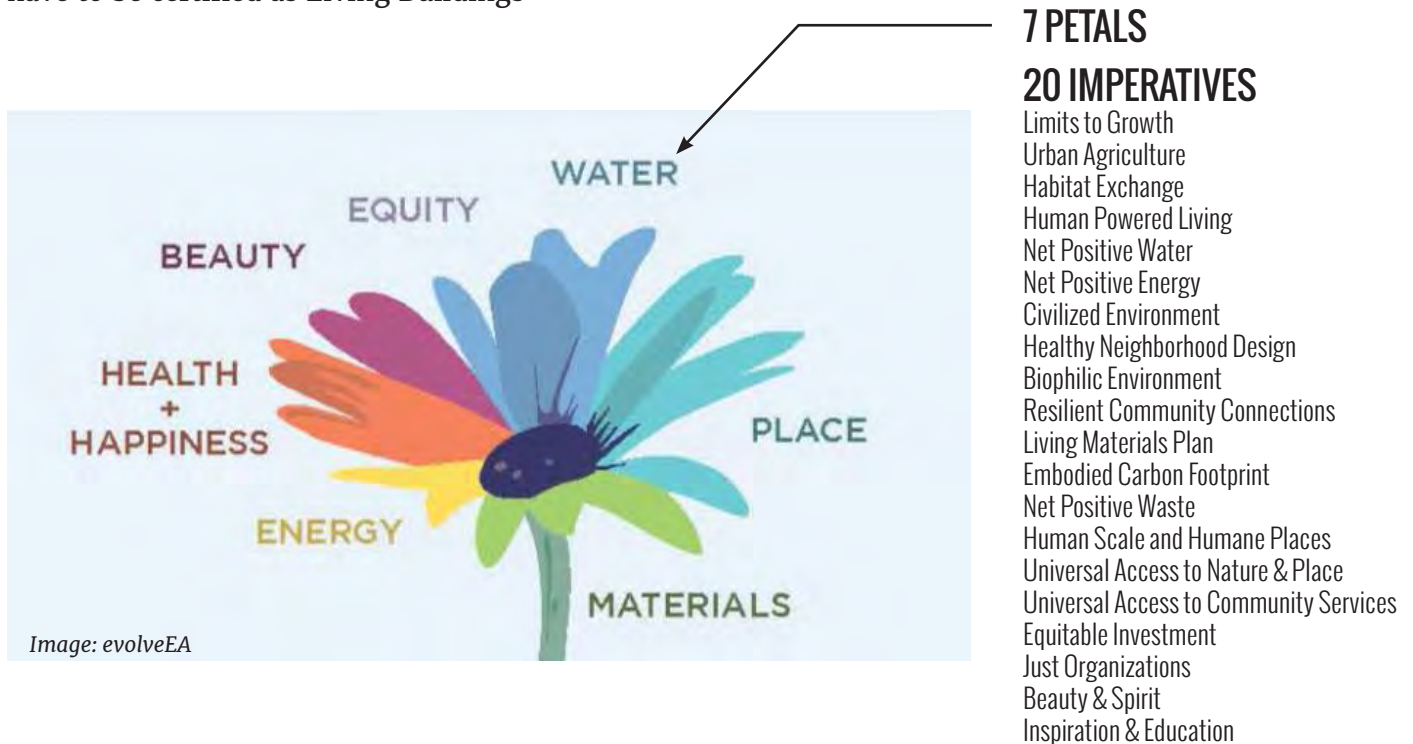 have to be certified as Living Buildings
7 PETALS
20 IMPERATIVES
Limits to Growth
Urban Agriculture
Habitat Exchange
Human Powered Living
Net Positive Water
Net Positive Energy
Civilized Environment
Healthy Neighborhood Design
Biophilic Environment
Resilient Community Connections
Living Materials Plan
Embodied Carbon Footprint
Net Positive Waste
Human Scale and Humane Places
Universal Access to Nature & Place
Universal Access to Community Services
Equitable Investment
Just Organizations
Beauty & Spirit
Inspiration & Education
WATER
EQUITY
BEAUTY
HEALTH
+
HAPPINESS
PLACE
ENERGY
MATERIALS
Image: evolveEA